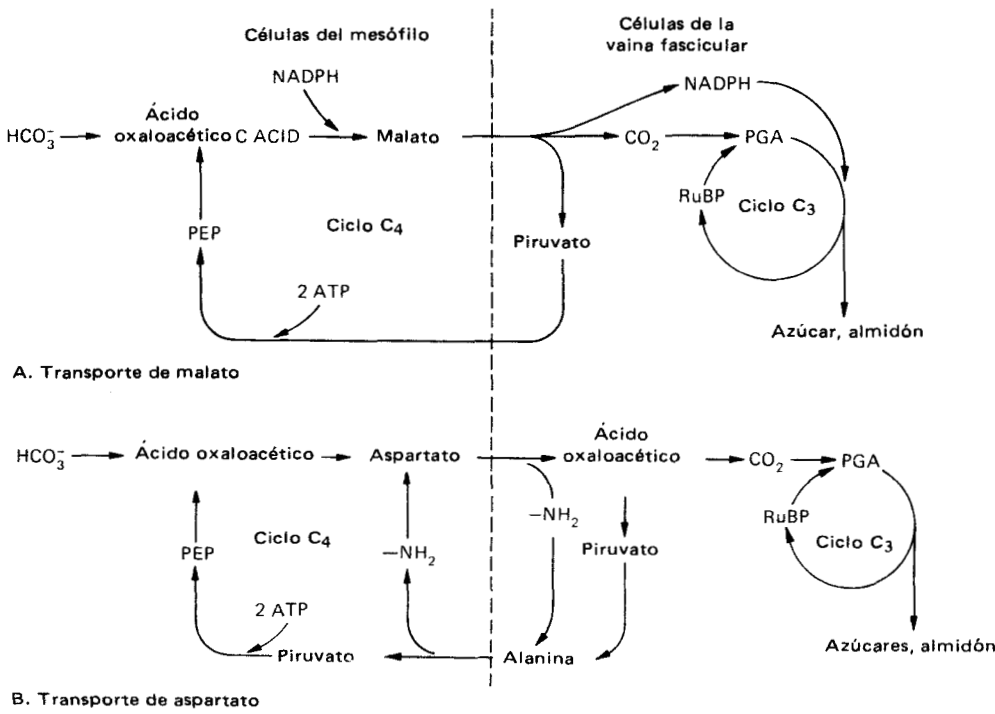 Células del mesófilo
Células de la
vaina fascicular
NADPH
NADPH
HCO₃⁻
Ácido
oxaloacético C ACID
Malato
CO₂
PGA
RuBP
Ciclo C₃
PEP
Ciclo C₄
Piruvato
2 ATP
Azúcar, almidón
A. Transporte de malato
HCO₃⁻
Ácido oxaloacético
Aspartato
Ácido
oxaloacético
CO₂
PGA
–NH₂
RuBP
Ciclo C₃
PEP
Ciclo C₄
–NH₂
Piruvato
2 ATP
Piruvato
Alanina
Azúcares, almidón
B. Transporte de aspartato